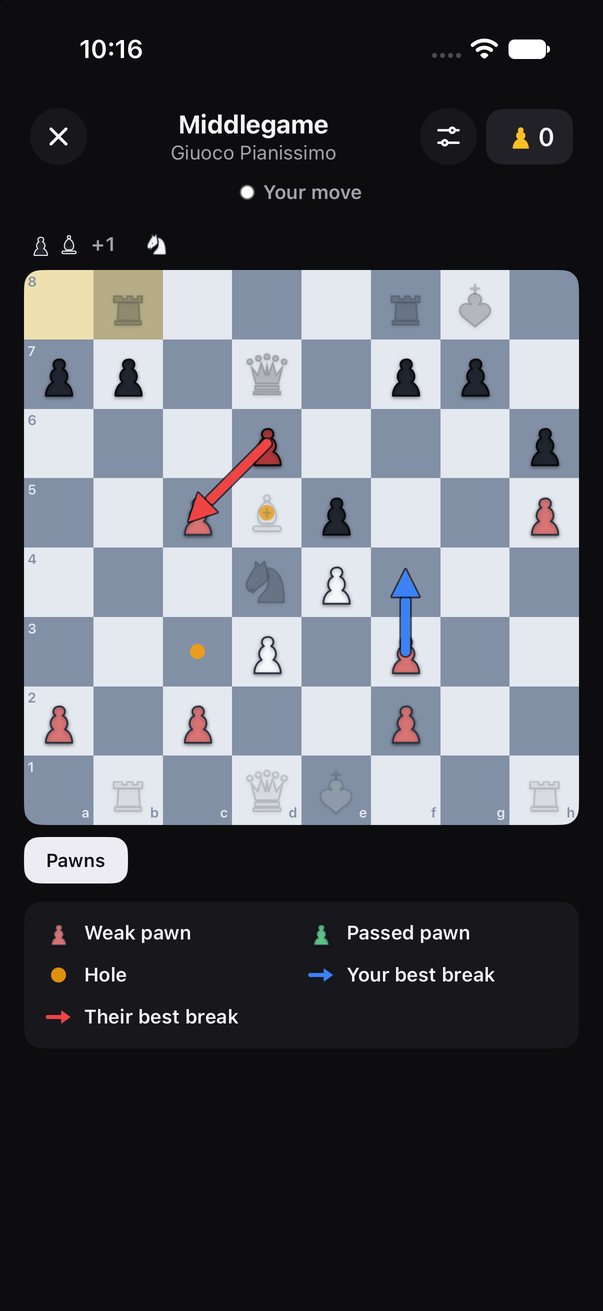 10:16
Middlegame
Giuoco Pianissimo
0
Your move
+1
8
7
6
5
4
3
2
1
a b c d e f g h
Pawns
Weak pawn Passed pawn
Hole Your best break
Their best break